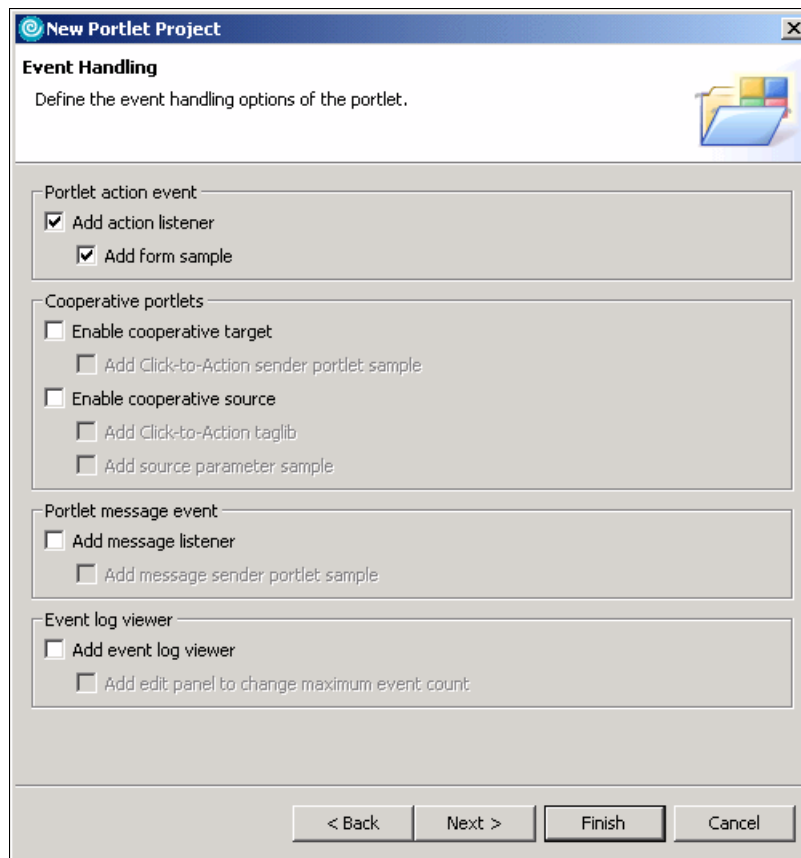 New Portlet Project
Event Handling
Define the event handling options of the portlet.
Portlet action event
Add action listener
Add form sample
Cooperative portlets
Enable cooperative target
Add Click-to-Action sender portlet sample
Enable cooperative source
Add Click-to-Action taglib
Add source parameter sample
Portlet message event
Add message listener
Add message sender portlet sample
Event log viewer
Add event log viewer
Add edit panel to change maximum event count
< Back Next > Finish Cancel